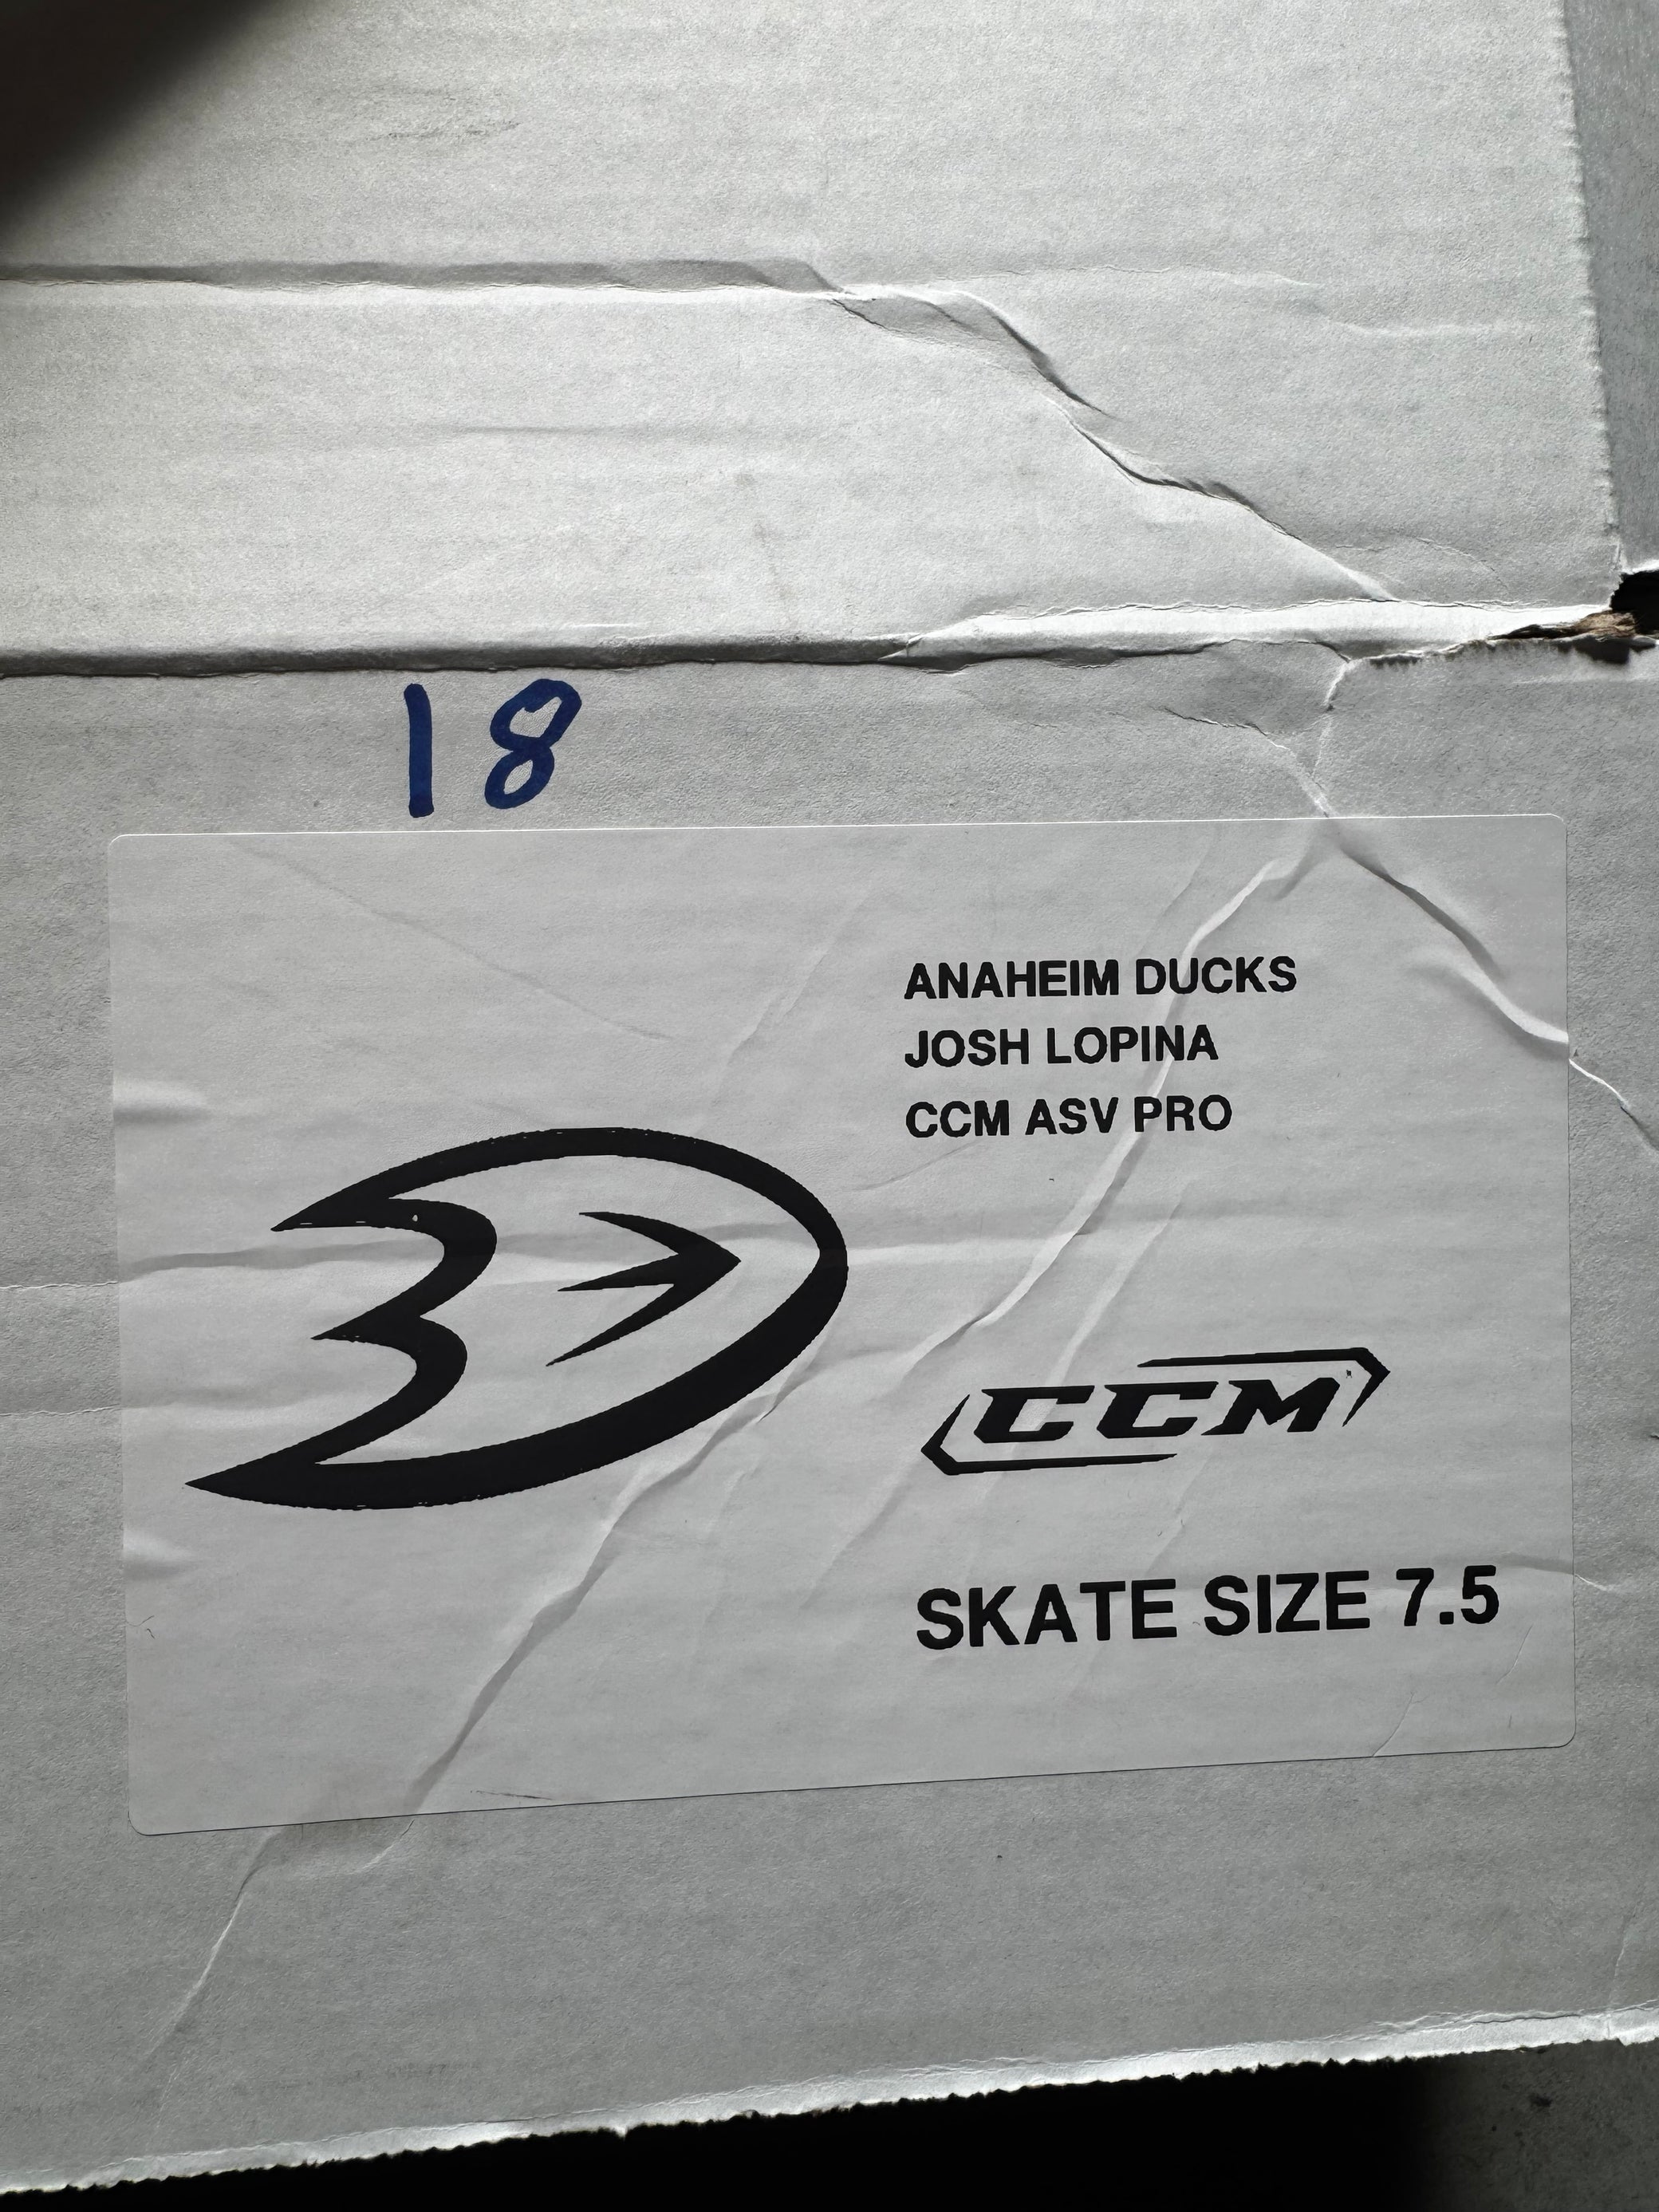 18
ANAHEIM DUCKS
JOSH LOPINA
CCM ASV PRO
CCM
SKATE SIZE 7.5